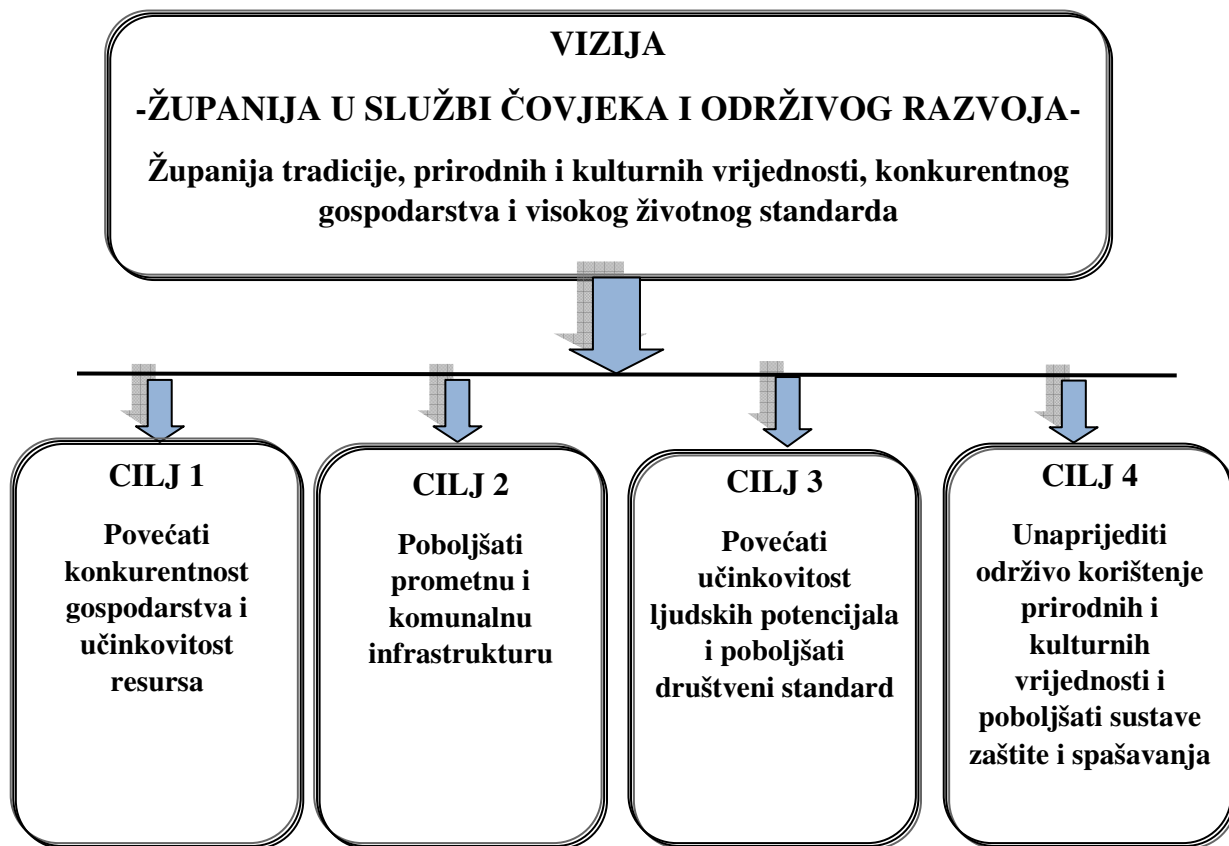 VIZIJA
-ŽUPANIJA U SLUŽBI ČOVJEKA I ODRŽIVOG RAZVOJA-
Županija tradicije, prirodnih i kulturnih vrijednosti, konkurentnog
gospodarstva i visokog životnog standarda
CILJ 1
Povećati
konkurentnost
gospodarstva i
učinkovitost
resursa
CILJ 2
Poboljšati
prometnu i
komunalnu
infrastrukturu
CILJ 3
Povećati
učinkovitost
ljudskih potencijala
i poboljšati
društveni standard
CILJ 4
Unaprijediti
održivo korištenje
prirodnih i
kulturnih
vrijednosti i
poboljšati sustave
zaštite i spašavanja